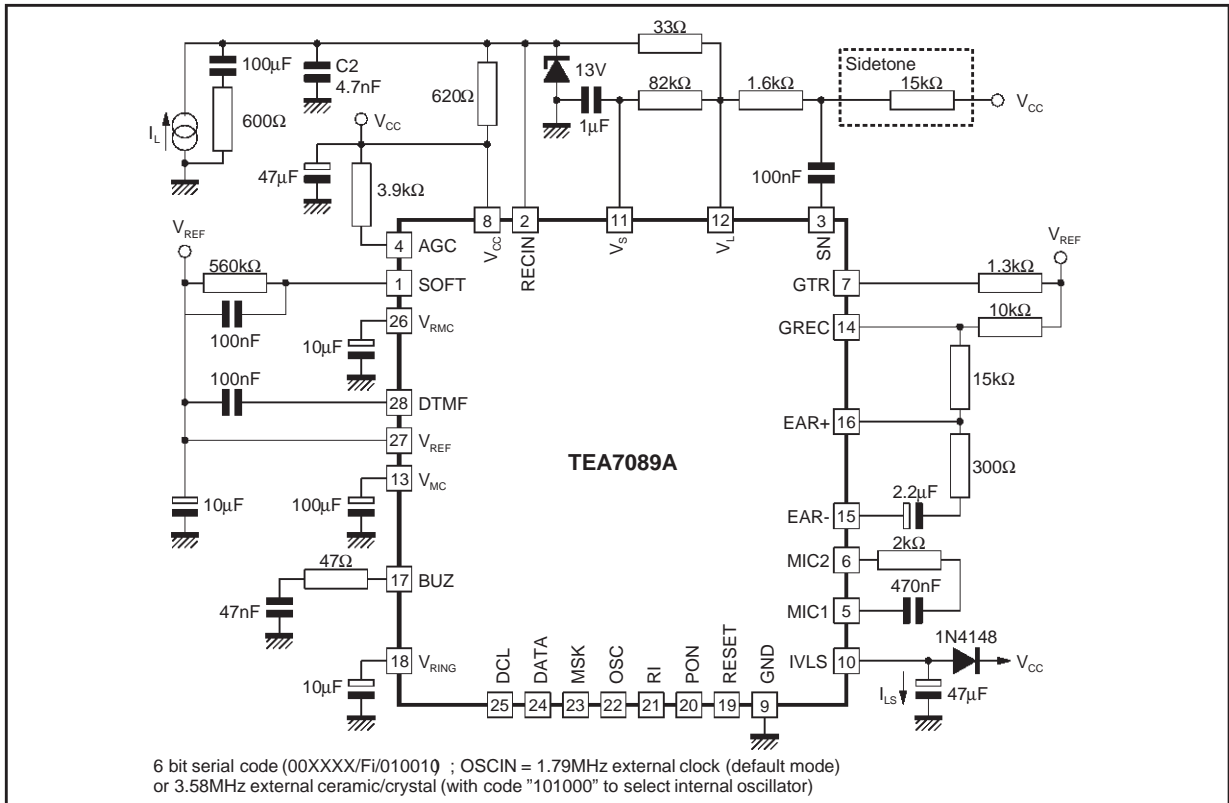 33Ω
100µF
C2
4.7nF
620Ω
13V
82kΩ
1.6kΩ
Sidetone
15kΩ
V_CC
I_L
600Ω
V_CC
1µF
47µF
3.9kΩ
100nF
8
2
11
12
3
V_CC
RECIN
V_S
V_L
SN
V_REF
4 AGC
560kΩ
1 SOFT
100nF
26 V_RMC
10µF
100nF
28 DTMF
27 V_REF
13 V_MC
10µF
100µF
47Ω
17 BUZ
47nF
18 V_RING
10µF
TEA7089A
V_REF
GTR 7
1.3kΩ
GREC 14
10kΩ
15kΩ
EAR+ 16
300Ω
2.2µF
EAR- 15
MIC2 6
2kΩ
470nF
MIC1 5
1N4148
IVLS 10
V_CC
I_LS
47µF
DCL
DATA
MSK
OSC
RI
PON
RESET
GND
25
24
23
22
21
20
19
9
6 bit serial code (00XXXX/Fi/010010) ; OSCIN = 1.79MHz external clock (default mode)
or 3.58MHz external ceramic/crystal (with code "101000" to select internal oscillator)